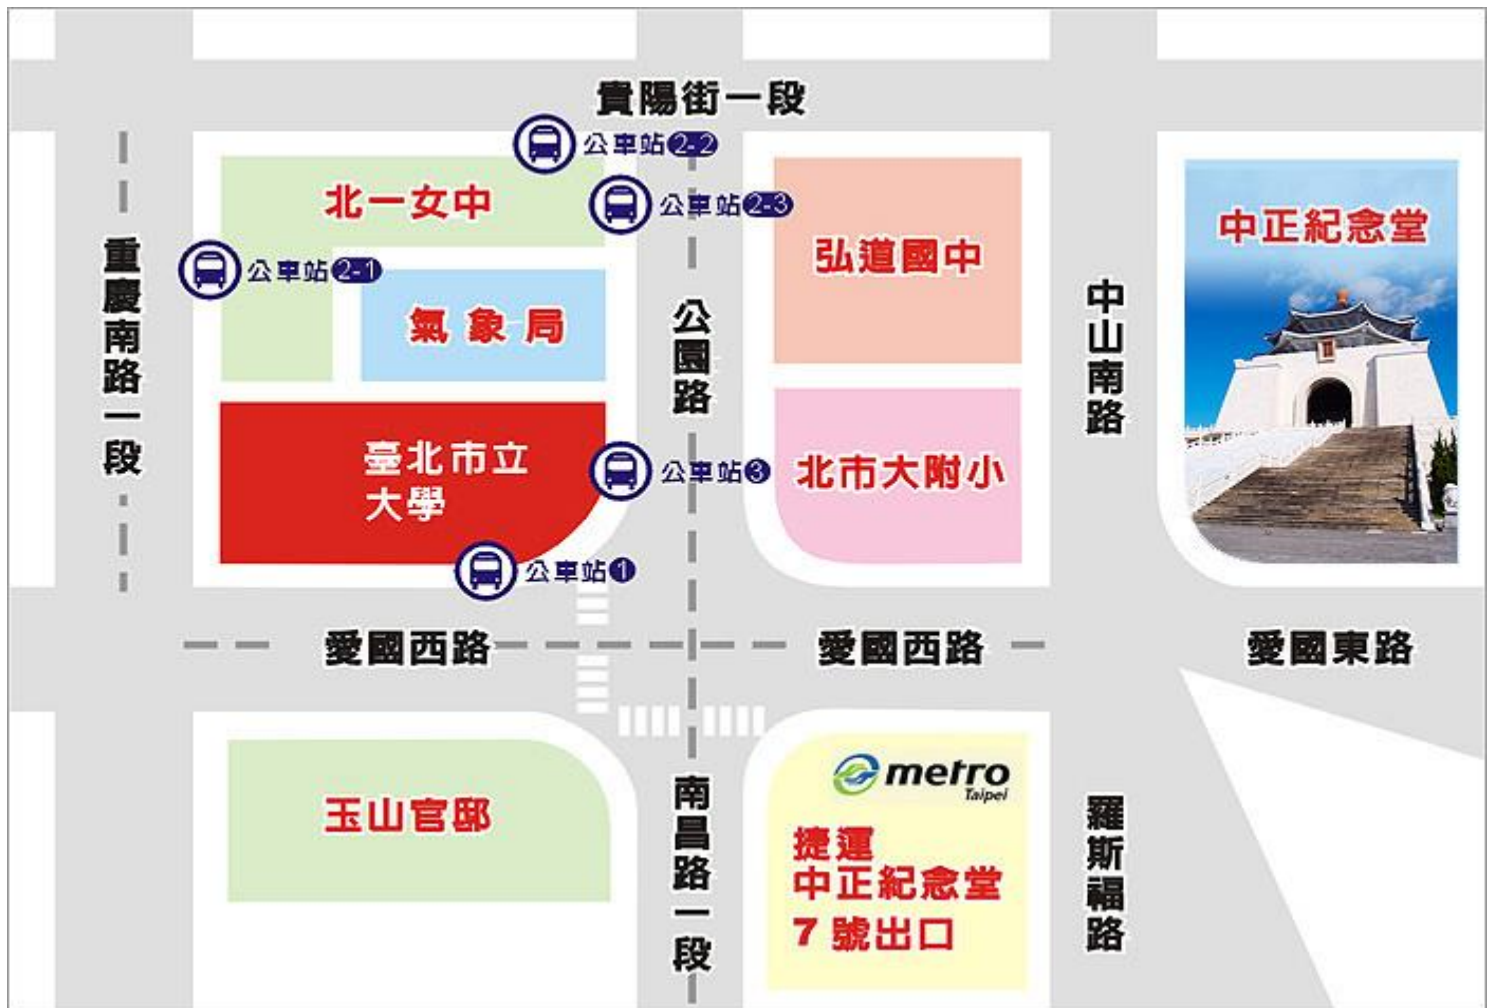 貴陽街一段
公車站2-2
北一女中
公車站2-3
弘道國中
中正紀念堂
重慶南路一段
公車站2-1
氣象局
公園路
中山南路
臺北市立
大學
公車站3
北市大附小
公車站1
愛國西路
愛國西路
愛國東路
玉山官邸
南昌路一段
metro
Taipei
捷運
中正紀念堂
7號出口
羅斯福路